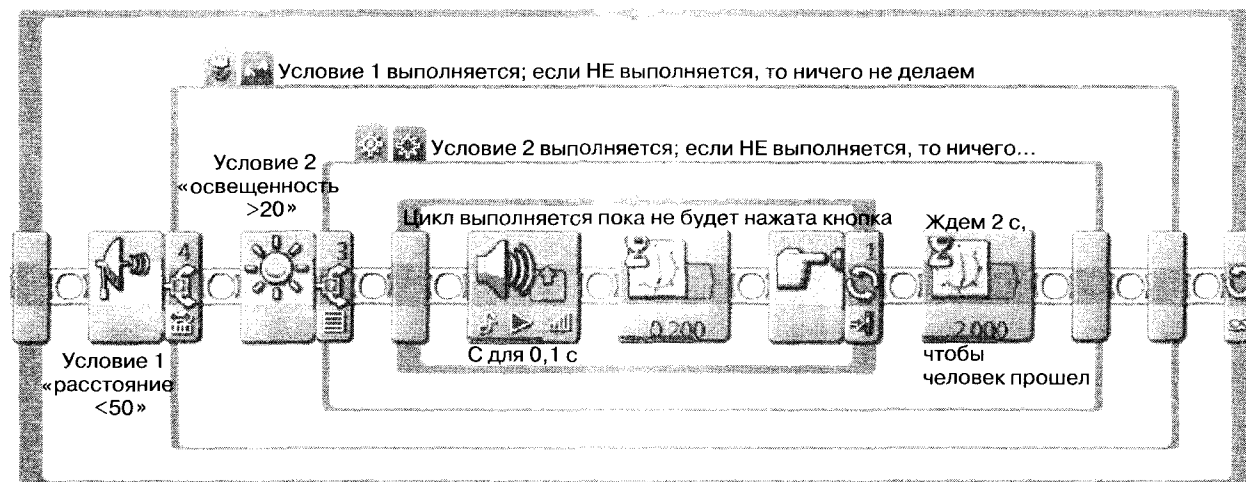 Условие 1 выполняется; если НЕ выполняется, то ничего не делаем
Условие 2 выполняется; если НЕ выполняется, то ничего...
Условие 2
«освещенность
>20»
Цикл выполняется пока не будет нажата кнопка
Ждем 2 с,
4
3
1
0.200
2.000
С для 0,1 с
чтобы
человек прошел
Условие 1
«расстояние
<50»